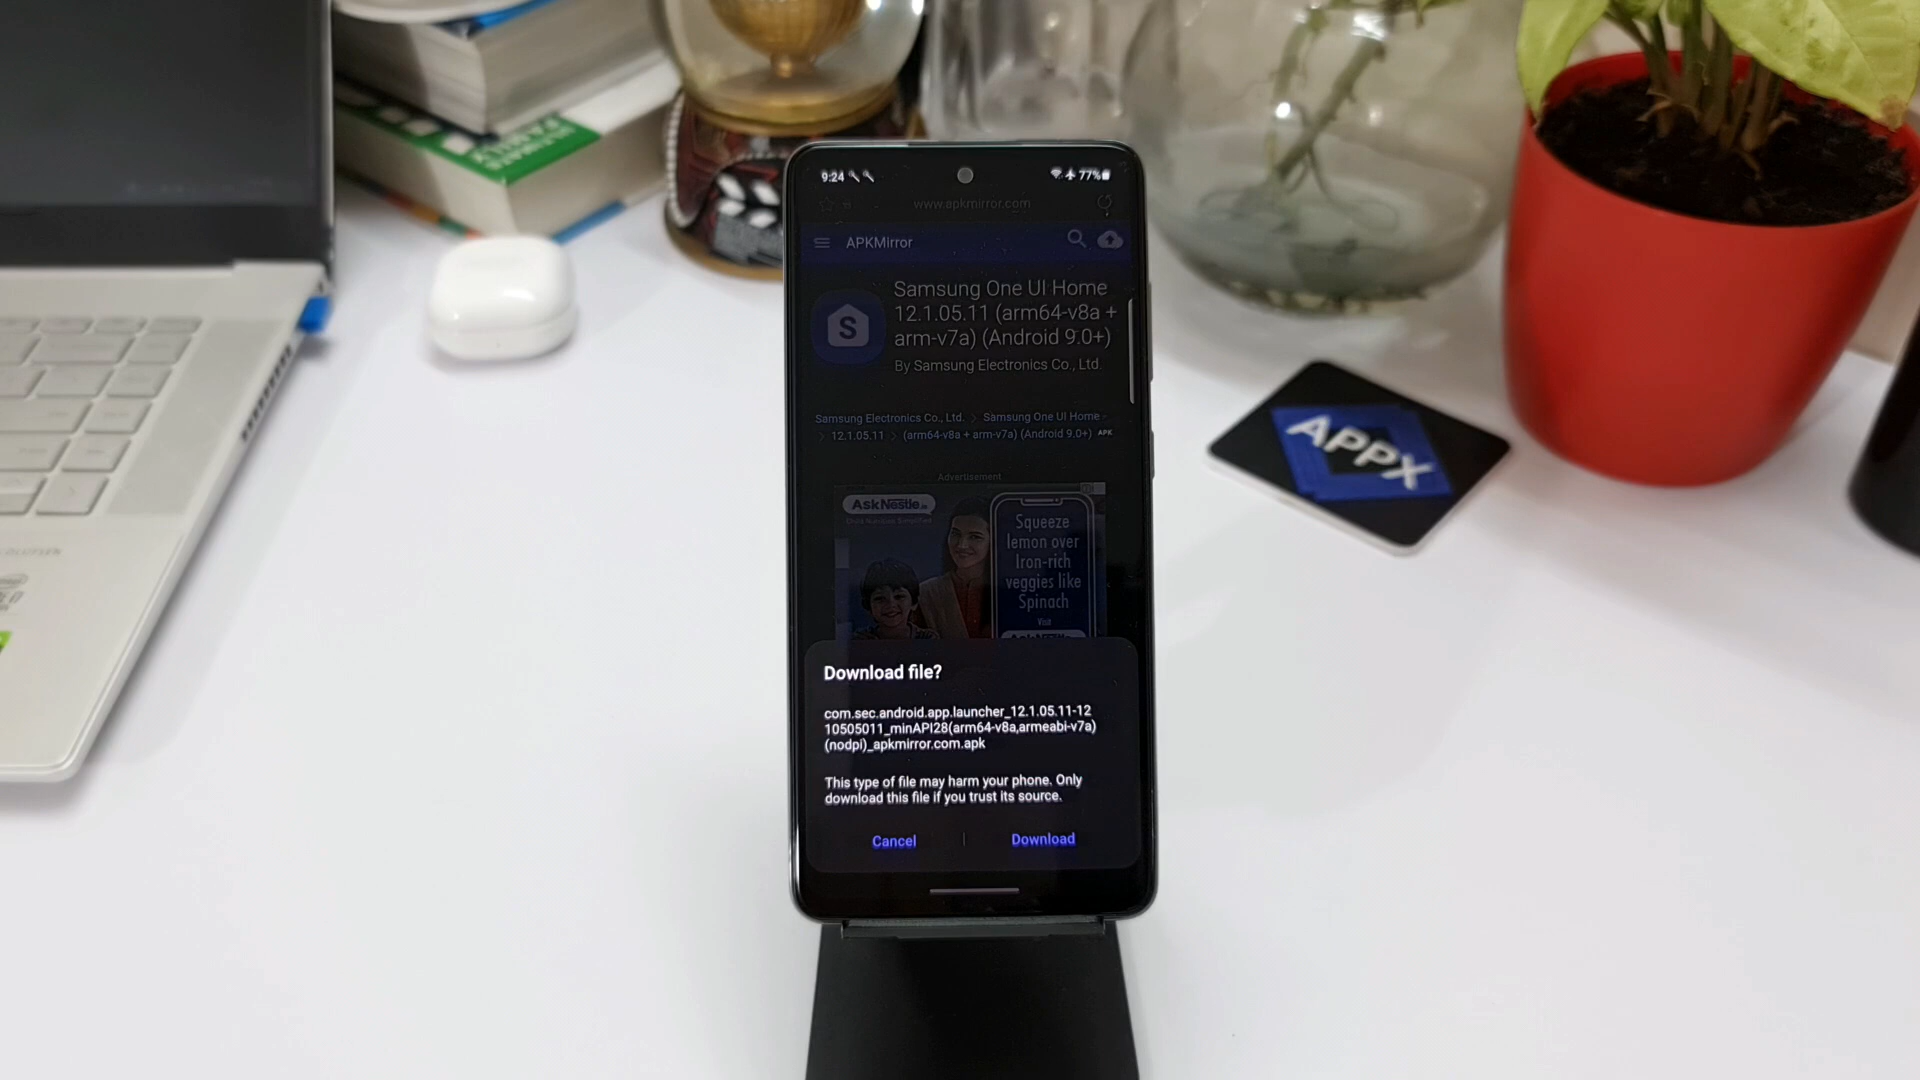 9:24
77%
www.apkmirror.com
APKMirror
Samsung One UI Home
12.1.05.11 (arm64-v8a +
arm-v7a) (Android 9.0+)
By Samsung Electronics Co., Ltd.
Samsung Electronics Co., Ltd.
Samsung One UI Home
12.1.05.11
(arm64-v8a + arm-v7a) (Android 9.0+)
APK
Advertisement
AskNestle
Squeeze
lemon over
Iron-rich
veggies like
Spinach
Visit
Download file?
com.sec.android.app.launcher_12.1.05.11-12
10505011_minAPI28(arm64-v8a,armeabi-v7a)
(nodpi)_apkmirror.com.apk
This type of file may harm your phone. Only
download this file if you trust its source.
Cancel
Download
APPX
S